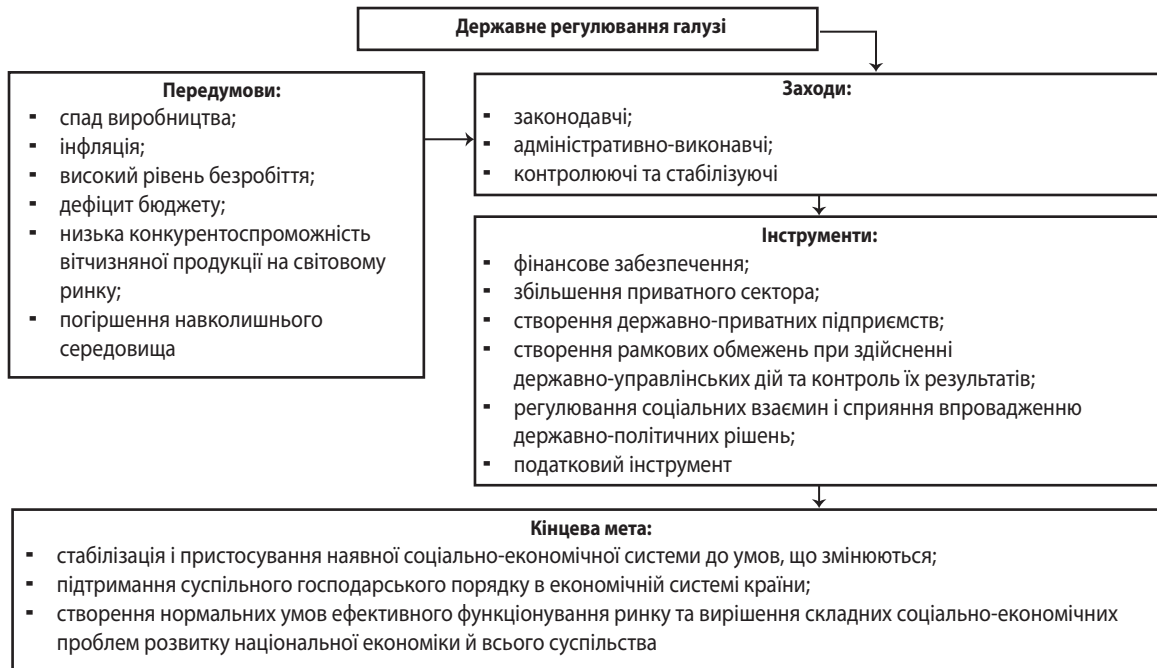 Державне регулювання галузі
Передумови:
▪ спад виробництва;
▪ інфляція;
▪ високий рівень безробіття;
▪ дефіцит бюджету;
▪ низька конкурентоспроможність
вітчизняної продукції на світовому
ринку;
▪ погіршення навколишнього
середовища
Заходи:
▪ законодавчі;
▪ адміністративно-виконавчі;
▪ контролюючі та стабілізуючі
Інструменти:
▪ фінансове забезпечення;
▪ збільшення приватного сектора;
▪ створення державно-приватних підприємств;
▪ створення рамкових обмежень при здійсненні
державно-управлінських дій та контроль їх результатів;
▪ регулювання соціальних взаємин і сприяння впровадженню
державно-політичних рішень;
▪ податковий інструмент
Кінцева мета:
▪ стабілізація і пристосування наявної соціально-економічної системи до умов, що змінюються;
▪ підтримання суспільного господарського порядку в економічній системі країни;
▪ створення нормальних умов ефективного функціонування ринку та вирішення складних соціально-економічних
проблем розвитку національної економіки й всього суспільства